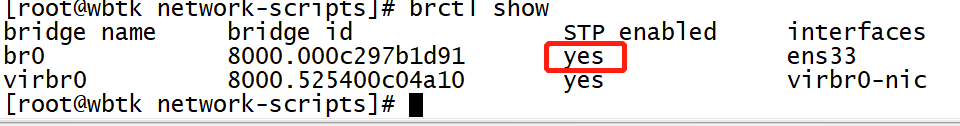 [root@wbtk network-scripts]# brctl show
bridge name bridge id STP enabled interfaces
br0 8000.000c297b1d91 yes ens33
virbr0 8000.525400c04a10 yes virbr0-nic
[root@wbtk network-scripts]#